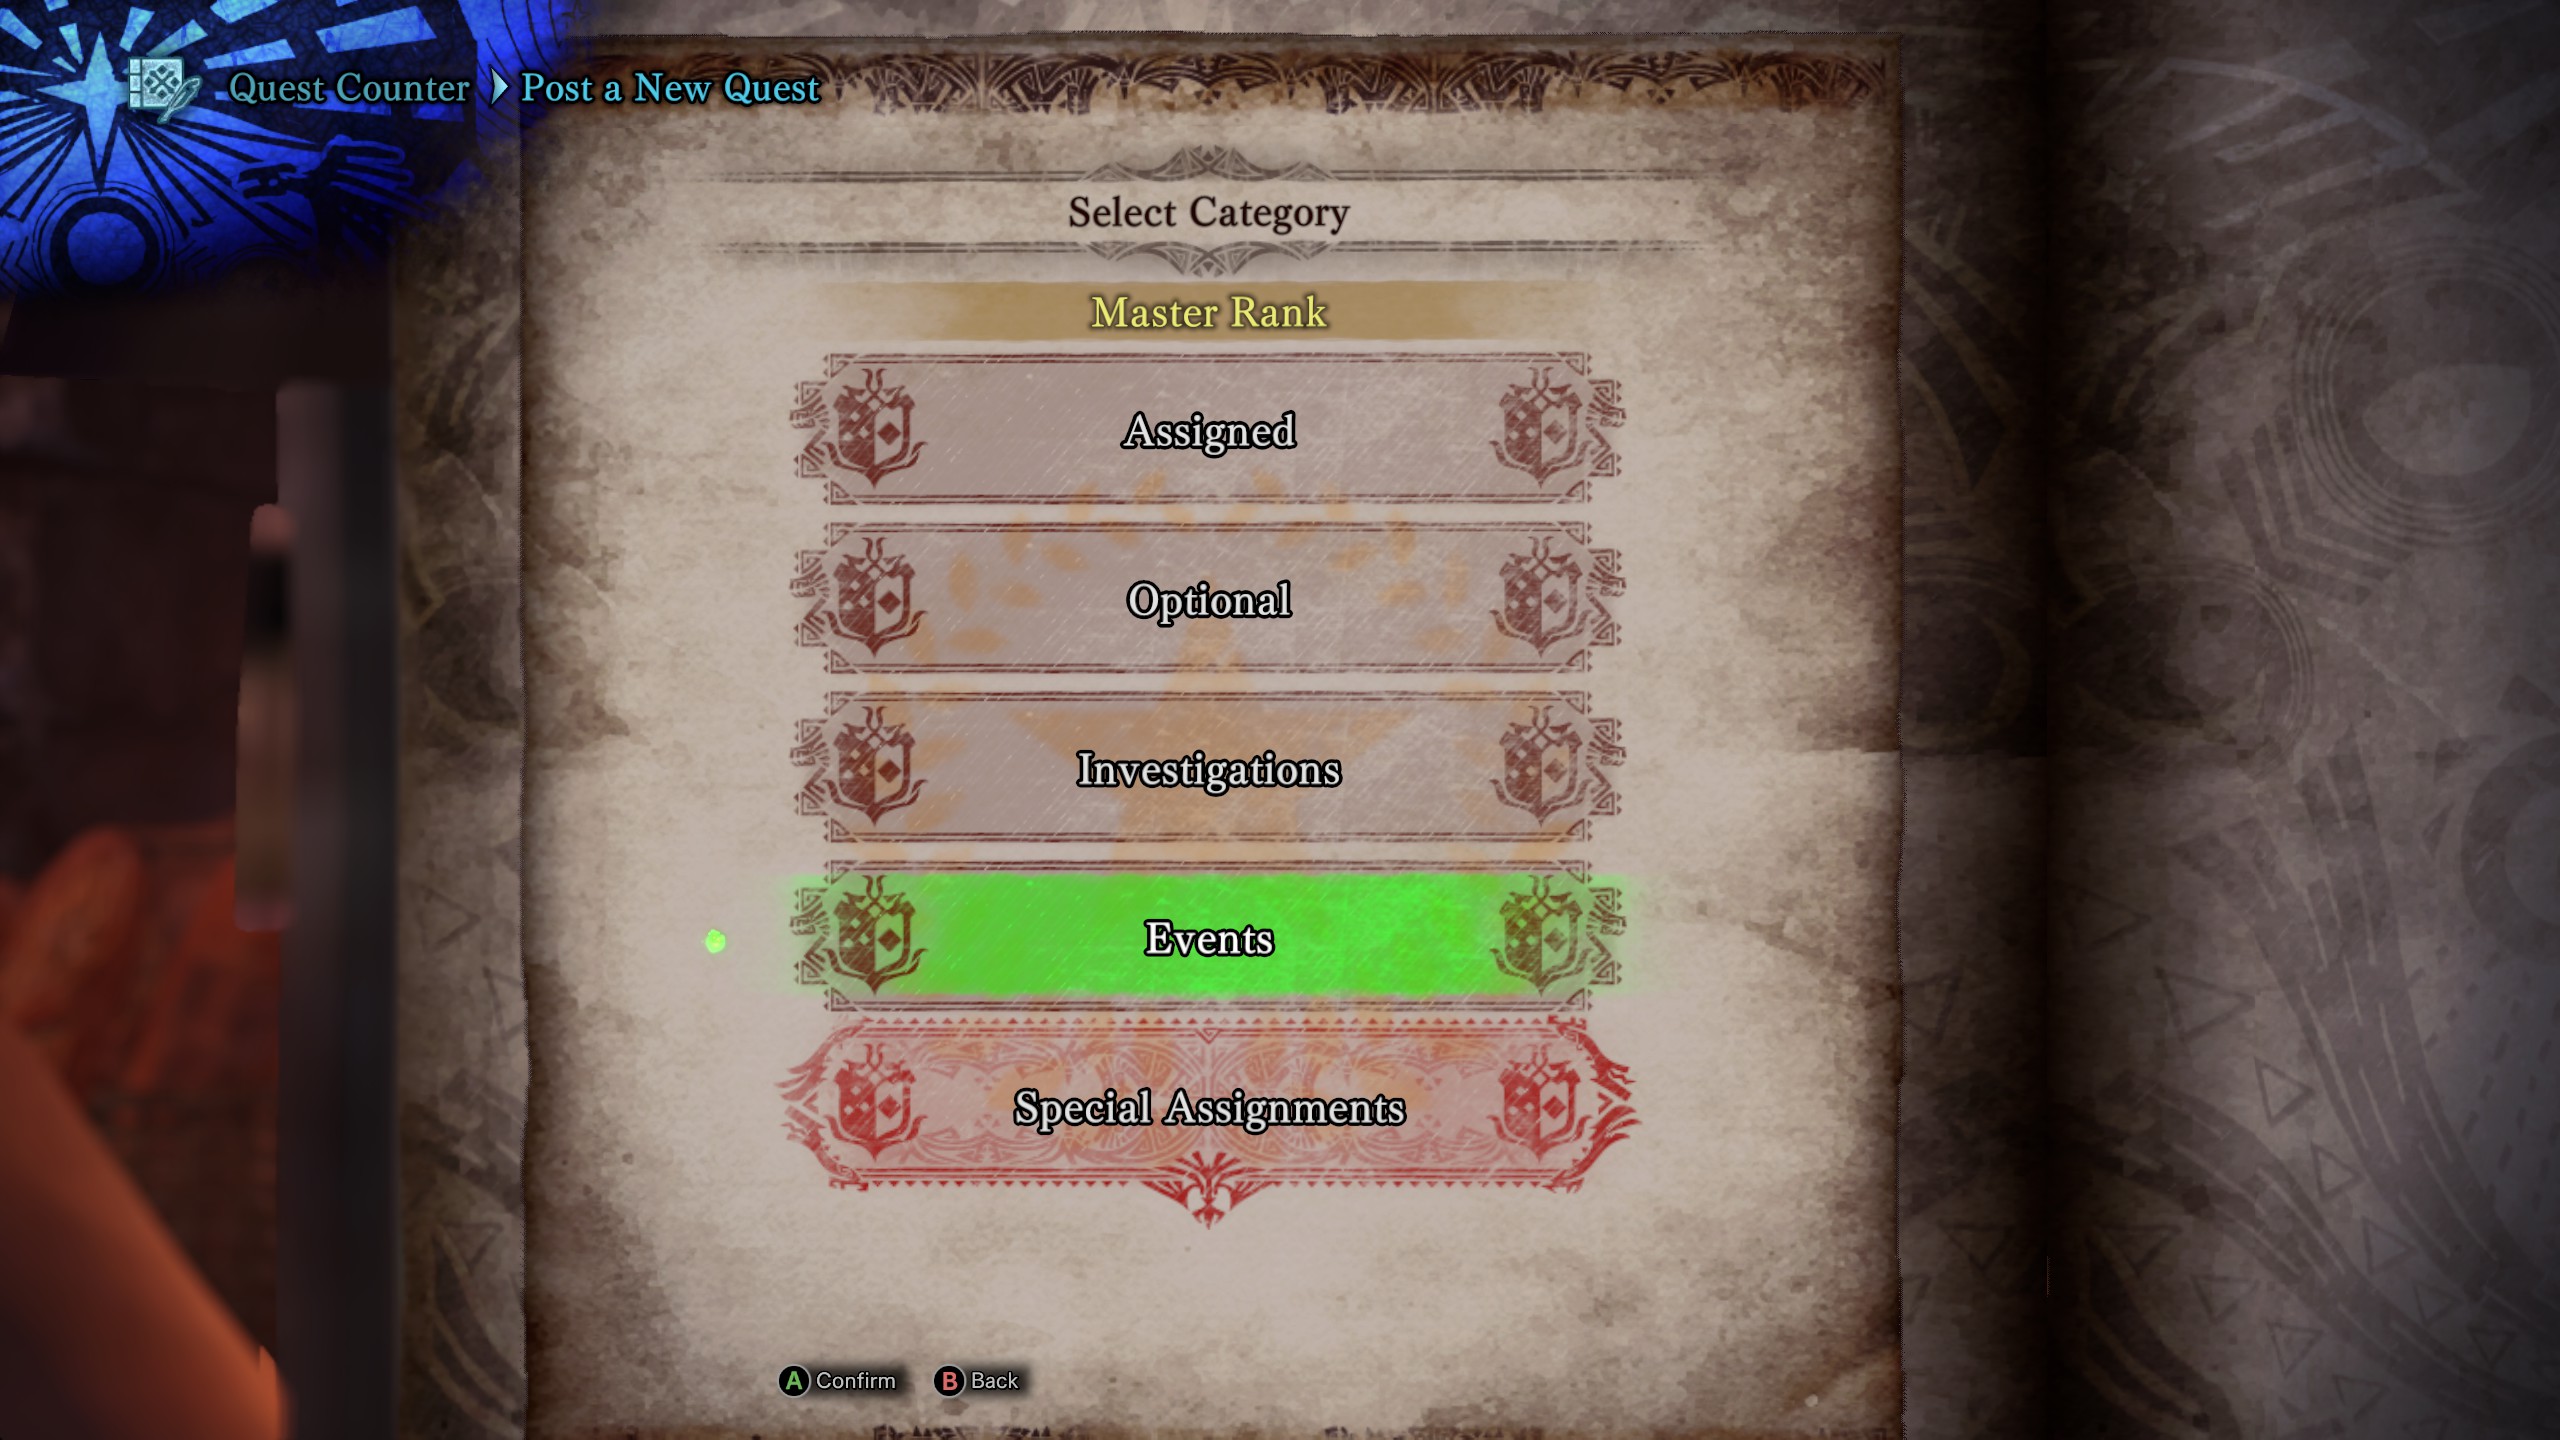 Quest Counter Post a New Quest
Select Category
Master Rank
Assigned
Optional
Investigations
Events
Special Assignments
A Confirm B Back